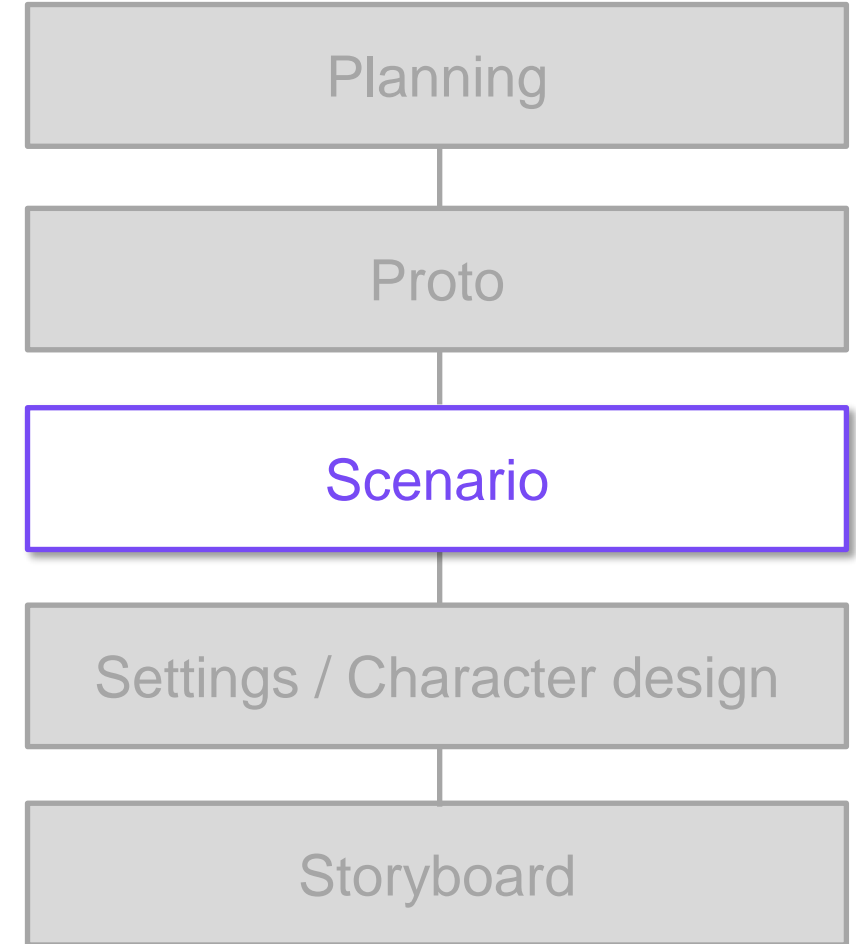 Planning
Proto
Scenario
Settings / Character design
Storyboard